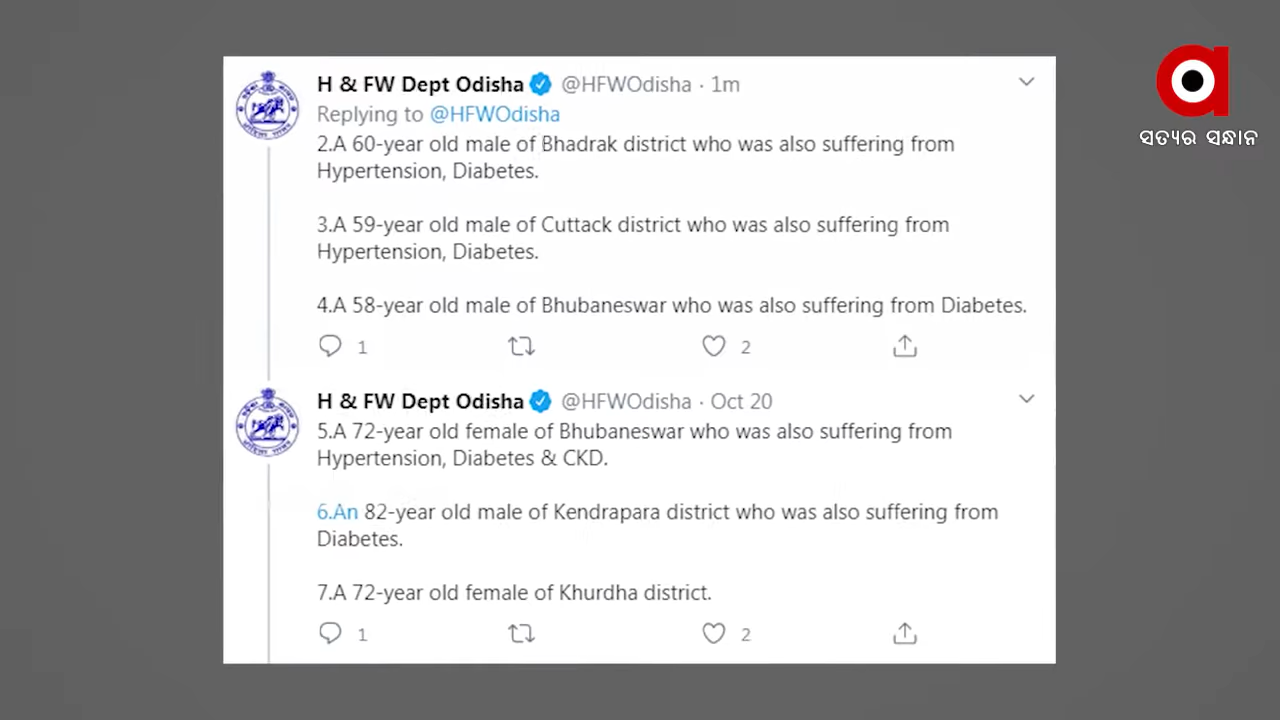 H & FW Dept Odisha @HFWOdisha · 1m
Replying to @HFWOdisha
2.A 60-year old male of Bhadrak district who was also suffering from
Hypertension, Diabetes.
3.A 59-year old male of Cuttack district who was also suffering from
Hypertension, Diabetes.
4.A 58-year old male of Bhubaneswar who was also suffering from Diabetes.
1 2
H & FW Dept Odisha @HFWOdisha · Oct 20
5.A 72-year old female of Bhubaneswar who was also suffering from
Hypertension, Diabetes & CKD.
6.An 82-year old male of Kendrapara district who was also suffering from
Diabetes.
7.A 72-year old female of Khurdha district.
1 2
ସତ୍ୟର ସନ୍ଧାନ